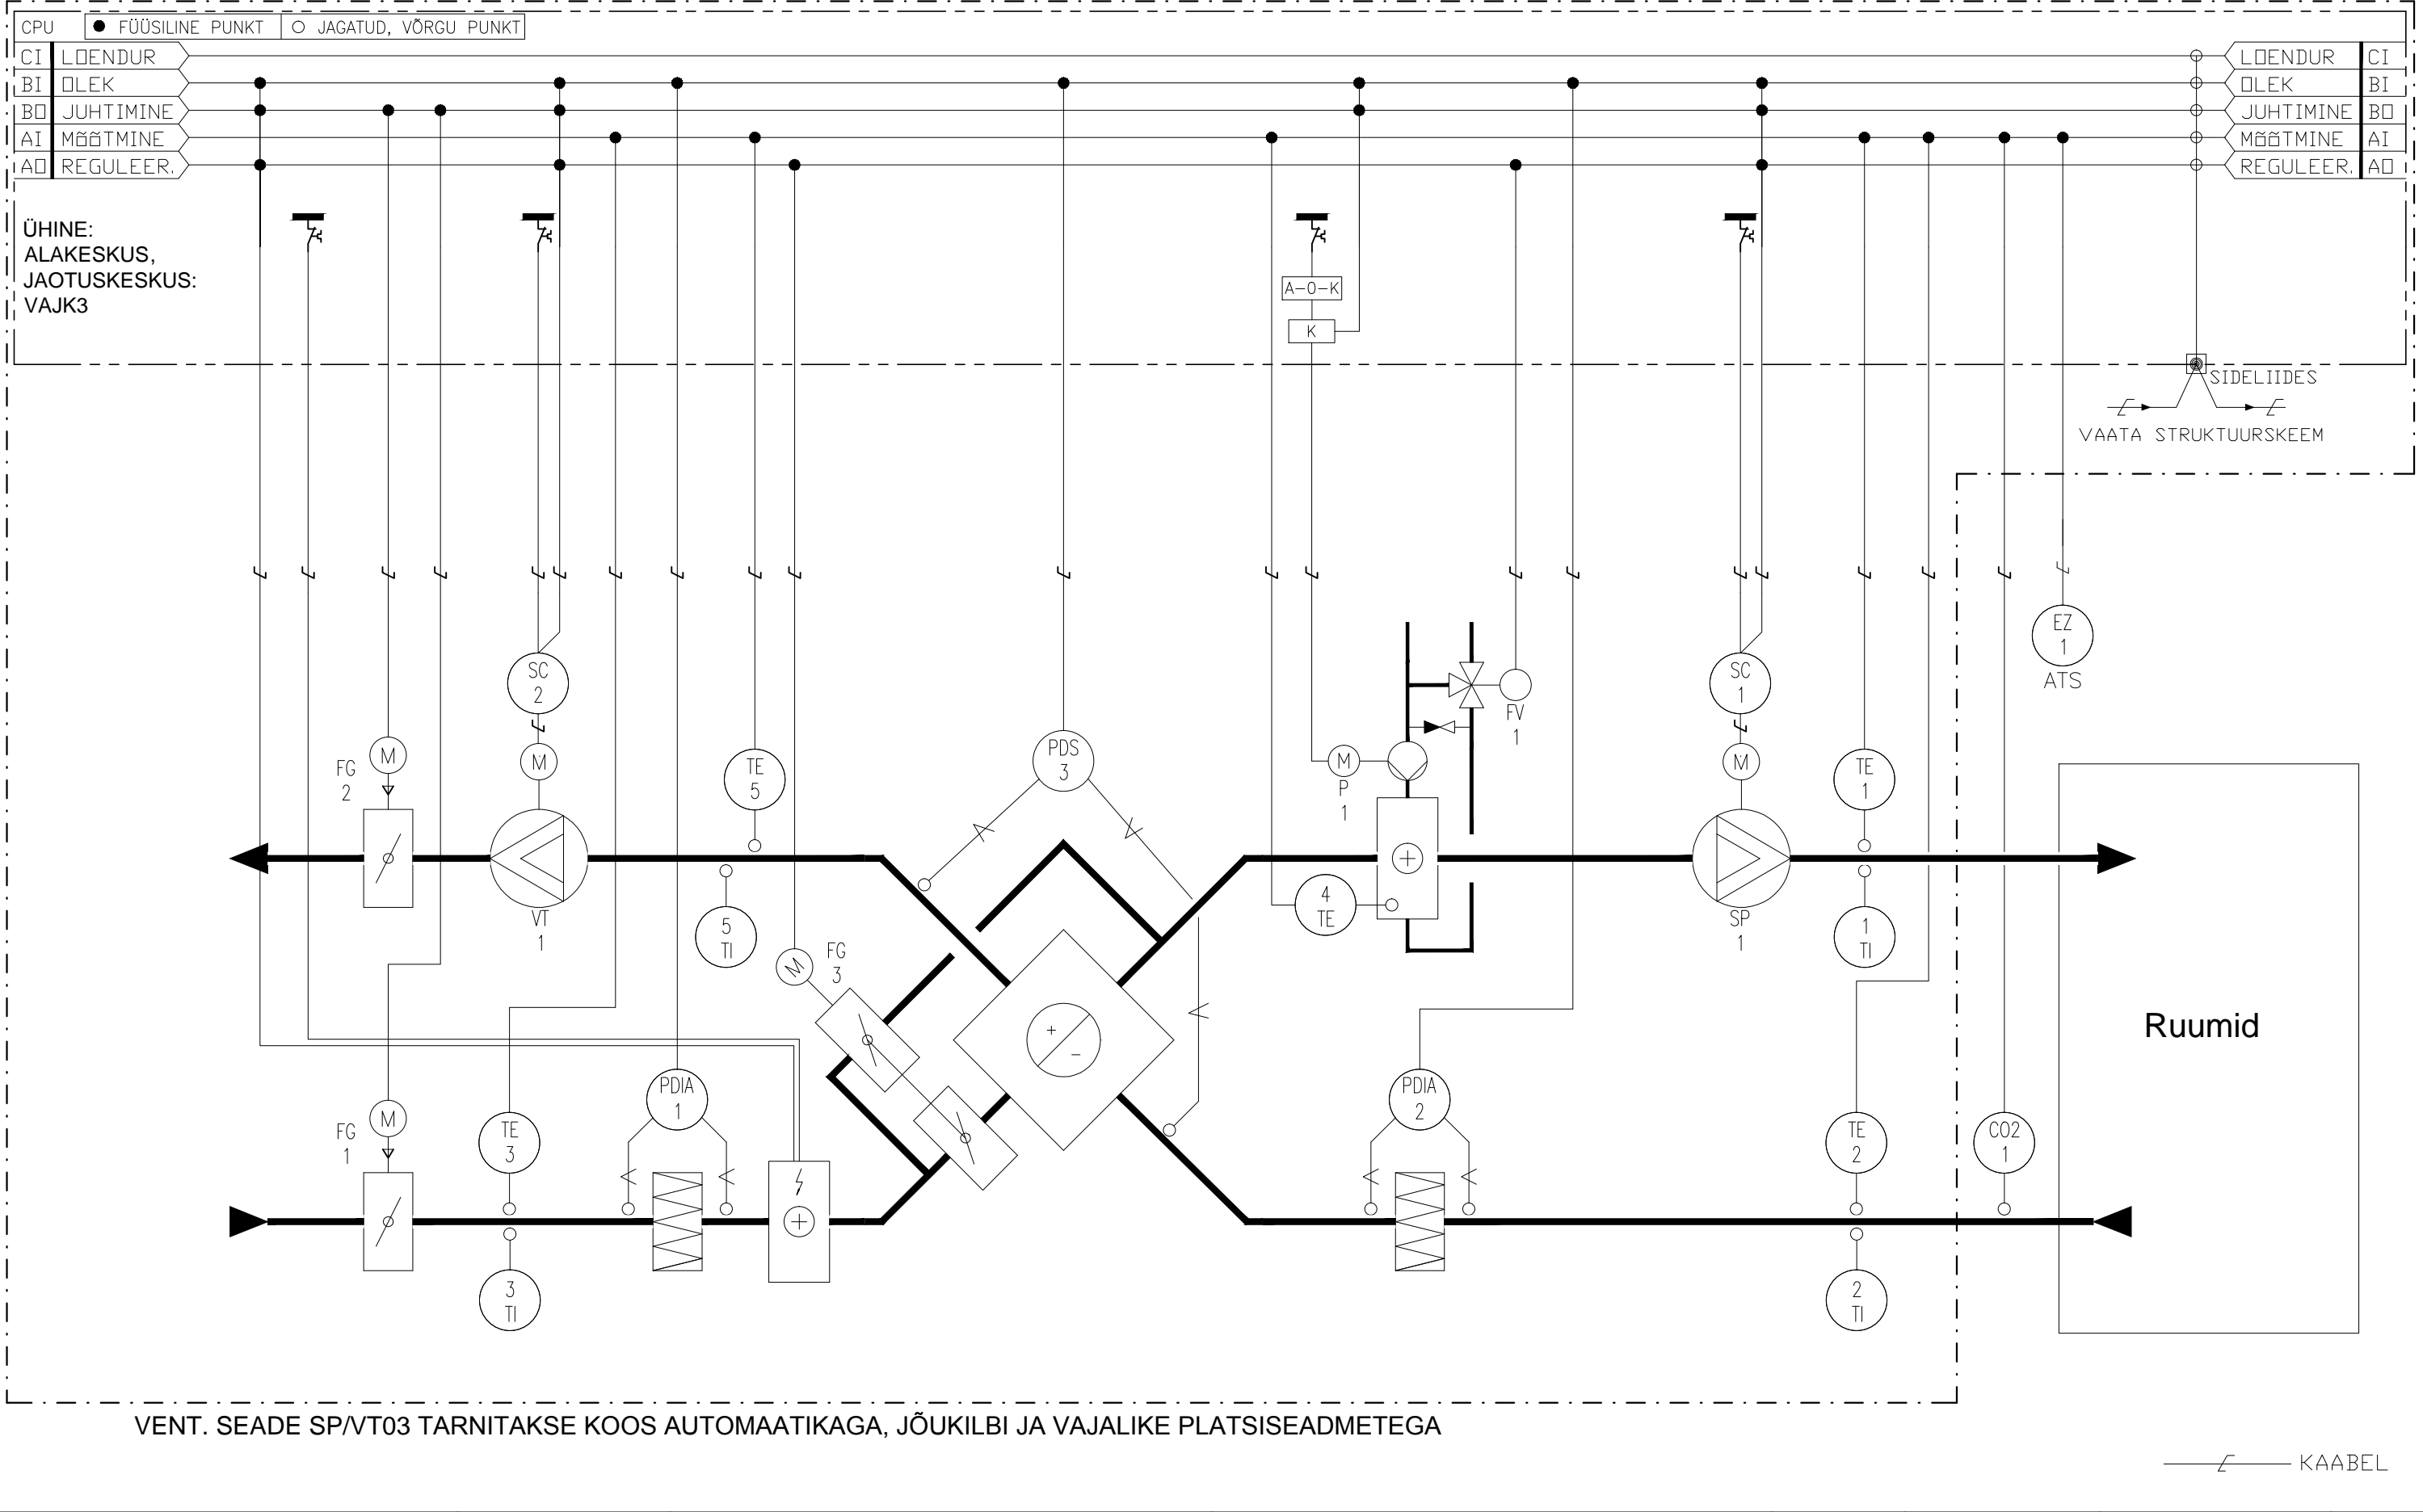 CPU
FÜÜSILINE PUNKT
JAGATUD, VÕRGU PUNKT
CI LOENDUR
LOENDUR CI
BI OLEK
OLEK BI
BO JUHTIMINE
JUHTIMINE BO
AI MÕÕTMINE
MÕÕTMINE AI
AO REGULEER.
REGULEER. AO
ÜHINE:
ALAKESKUS,
JAOTUSKESKUS:
VAJK3
A-0-K
K
SIDELIIDES
VAATA STRUKTUURSKEEM
EZ
1
ATS
SC
2
SC
1
FV
1
M
FG
2
M
TE
5
PDS
3
M
P
1
M
TE
1
VT
1
5
TI
M
FG
3
4
TE
SP
1
1
TI
Ruumid
M
FG
1
TE
3
PDIA
1
+
-
PDIA
2
TE
2
CO2
1
3
TI
2
TI
VENT. SEADE SP/VT03 TARNITAKSE KOOS AUTOMAATIKAGA, JÕUKILBI JA VAJALIKE PLATSISEADMETEGA
KAABEL